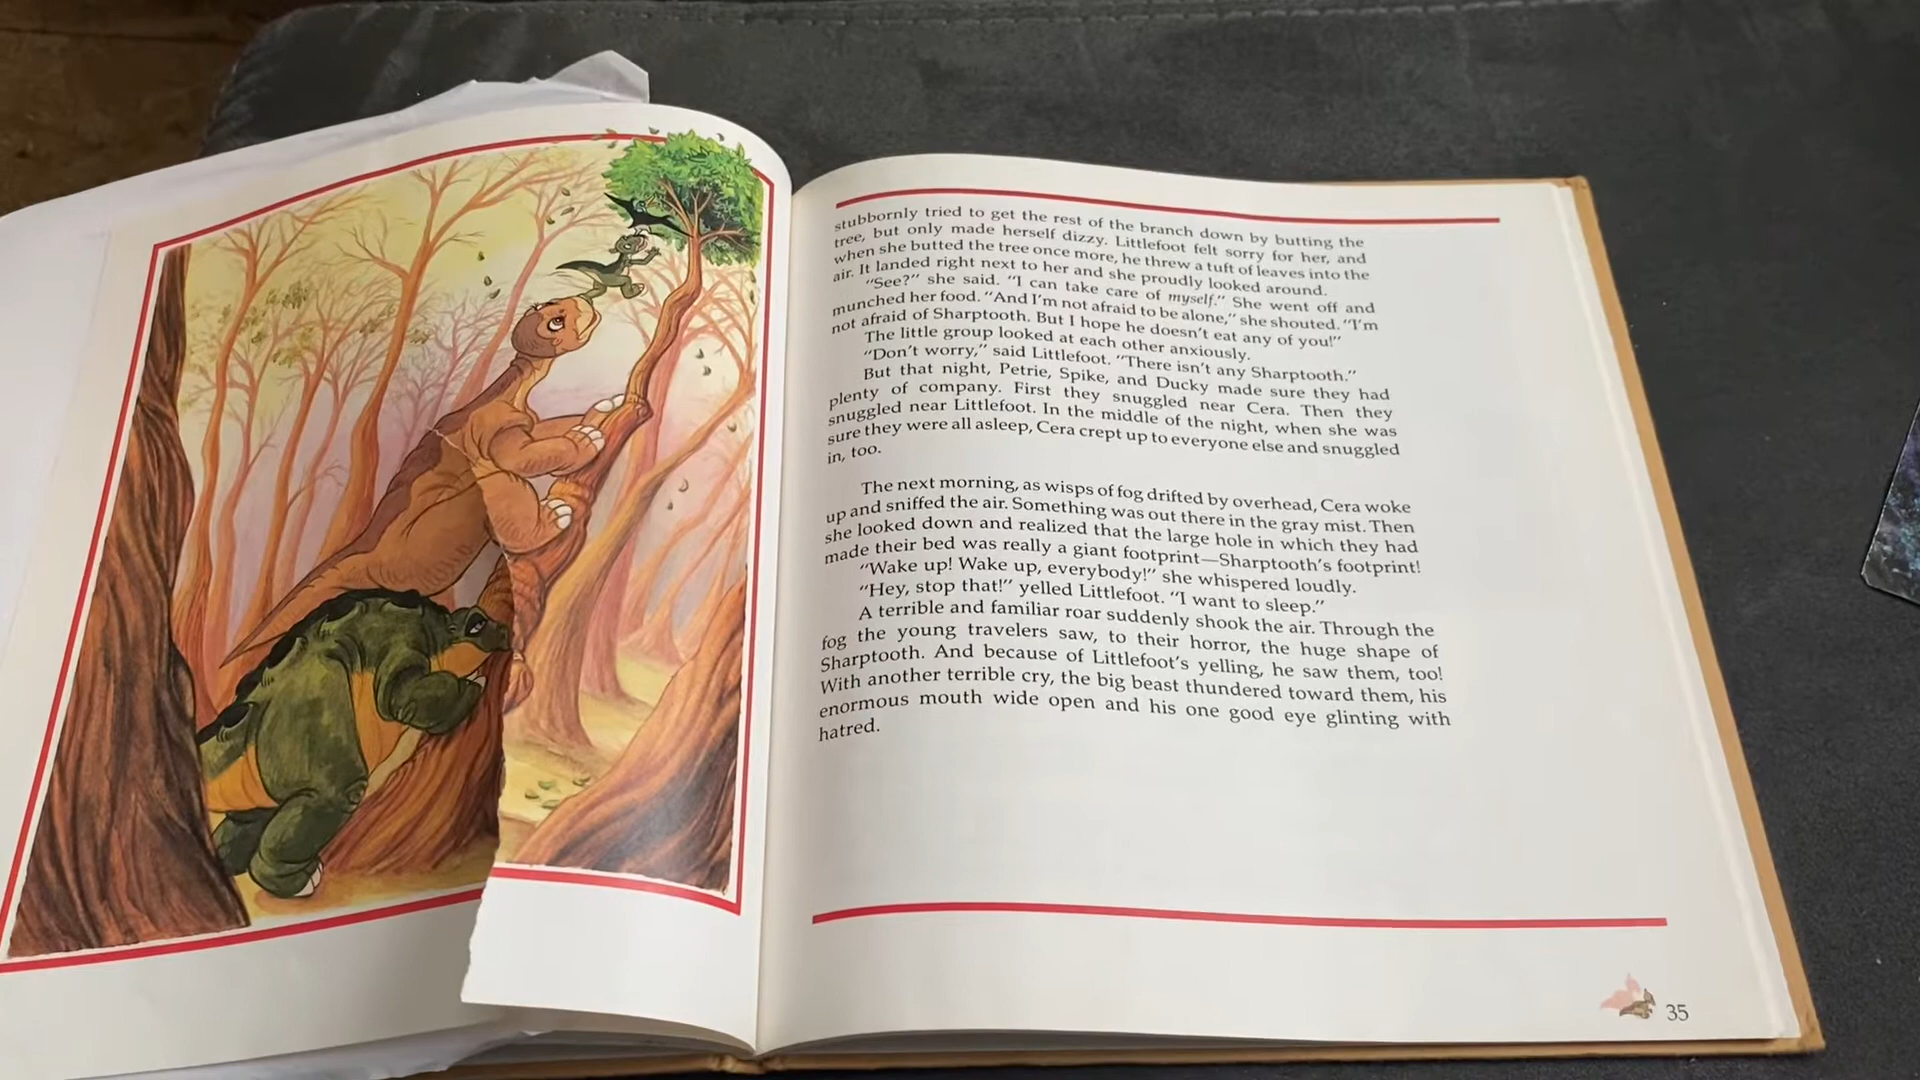 stubbornly tried to get the rest of the branch down by butting the
tree, but only made herself dizzy. Littlefoot felt sorry for her, and
when she butted the tree once more, he threw a tuft of leaves into the
air. It landed right next to her and she proudly looked around.
"See?" she said. "I can take care of myself." She went off and
munched her food. "And I'm not afraid to be alone," she shouted. "I'm
not afraid of Sharptooth. But I hope he doesn't eat any of you!"
The little group looked at each other anxiously.
"Don't worry," said Littlefoot. "There isn't any Sharptooth."
But that night, Petrie, Spike, and Ducky made sure they had
plenty of company. First they snuggled near Cera. Then they
snuggled near Littlefoot. In the middle of the night, when she was
sure they were all asleep, Cera crept up to everyone else and snuggled
in, too.
The next morning, as wisps of fog drifted by overhead, Cera woke
up and sniffed the air. Something was out there in the gray mist. Then
she looked down and realized that the large hole in which they had
made their bed was really a giant footprint—Sharptooth's footprint!
"Wake up! Wake up, everybody!" she whispered loudly.
"Hey, stop that!" yelled Littlefoot. "I want to sleep."
A terrible and familiar roar suddenly shook the air. Through the
fog the young travelers saw, to their horror, the huge shape of
Sharptooth. And because of Littlefoot's yelling, he saw them, too!
With another terrible cry, the big beast thundered toward them, his
enormous mouth wide open and his one good eye glinting with
hatred.
35